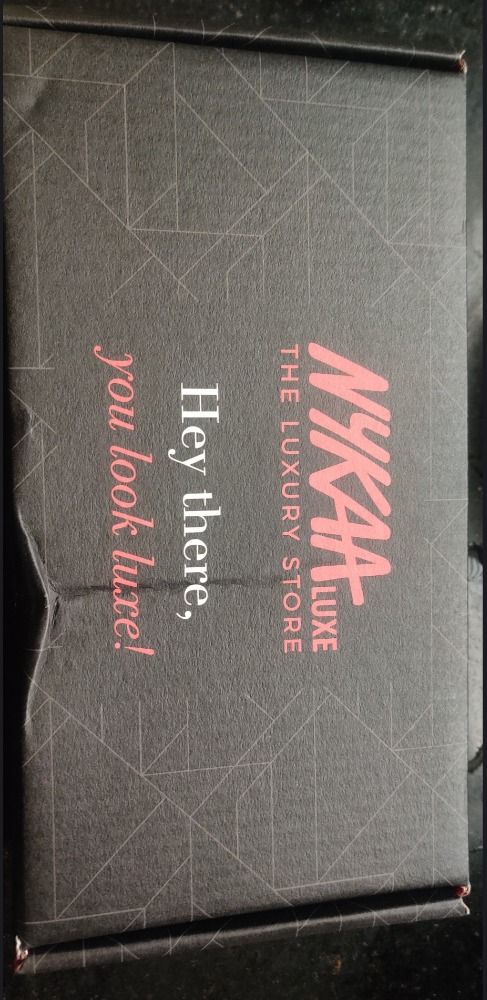 NYKAA LUXE
THE LUXURY STORE
Hey there,
you look luxe!